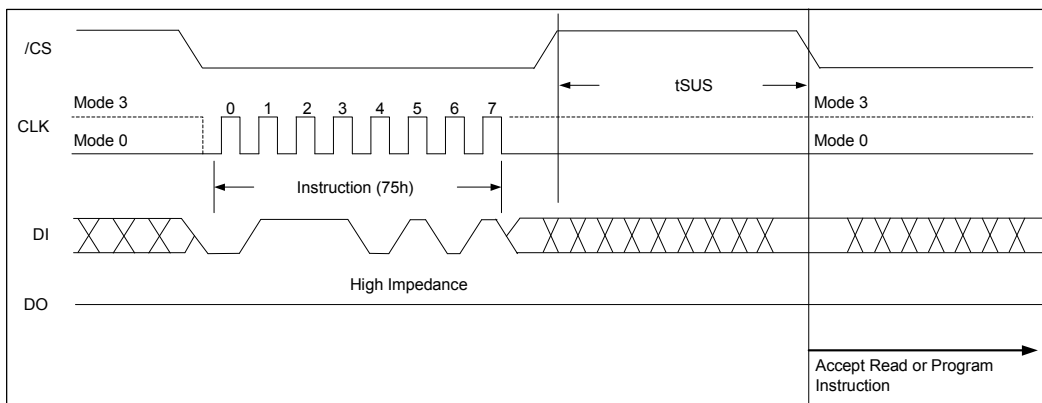 /CS
tSUS
Mode 3
Mode 3
0 1 2 3 4 5 6 7
CLK
Mode 0
Mode 0
Instruction (75h)
DI
High Impedance
DO
Accept Read or Program
Instruction